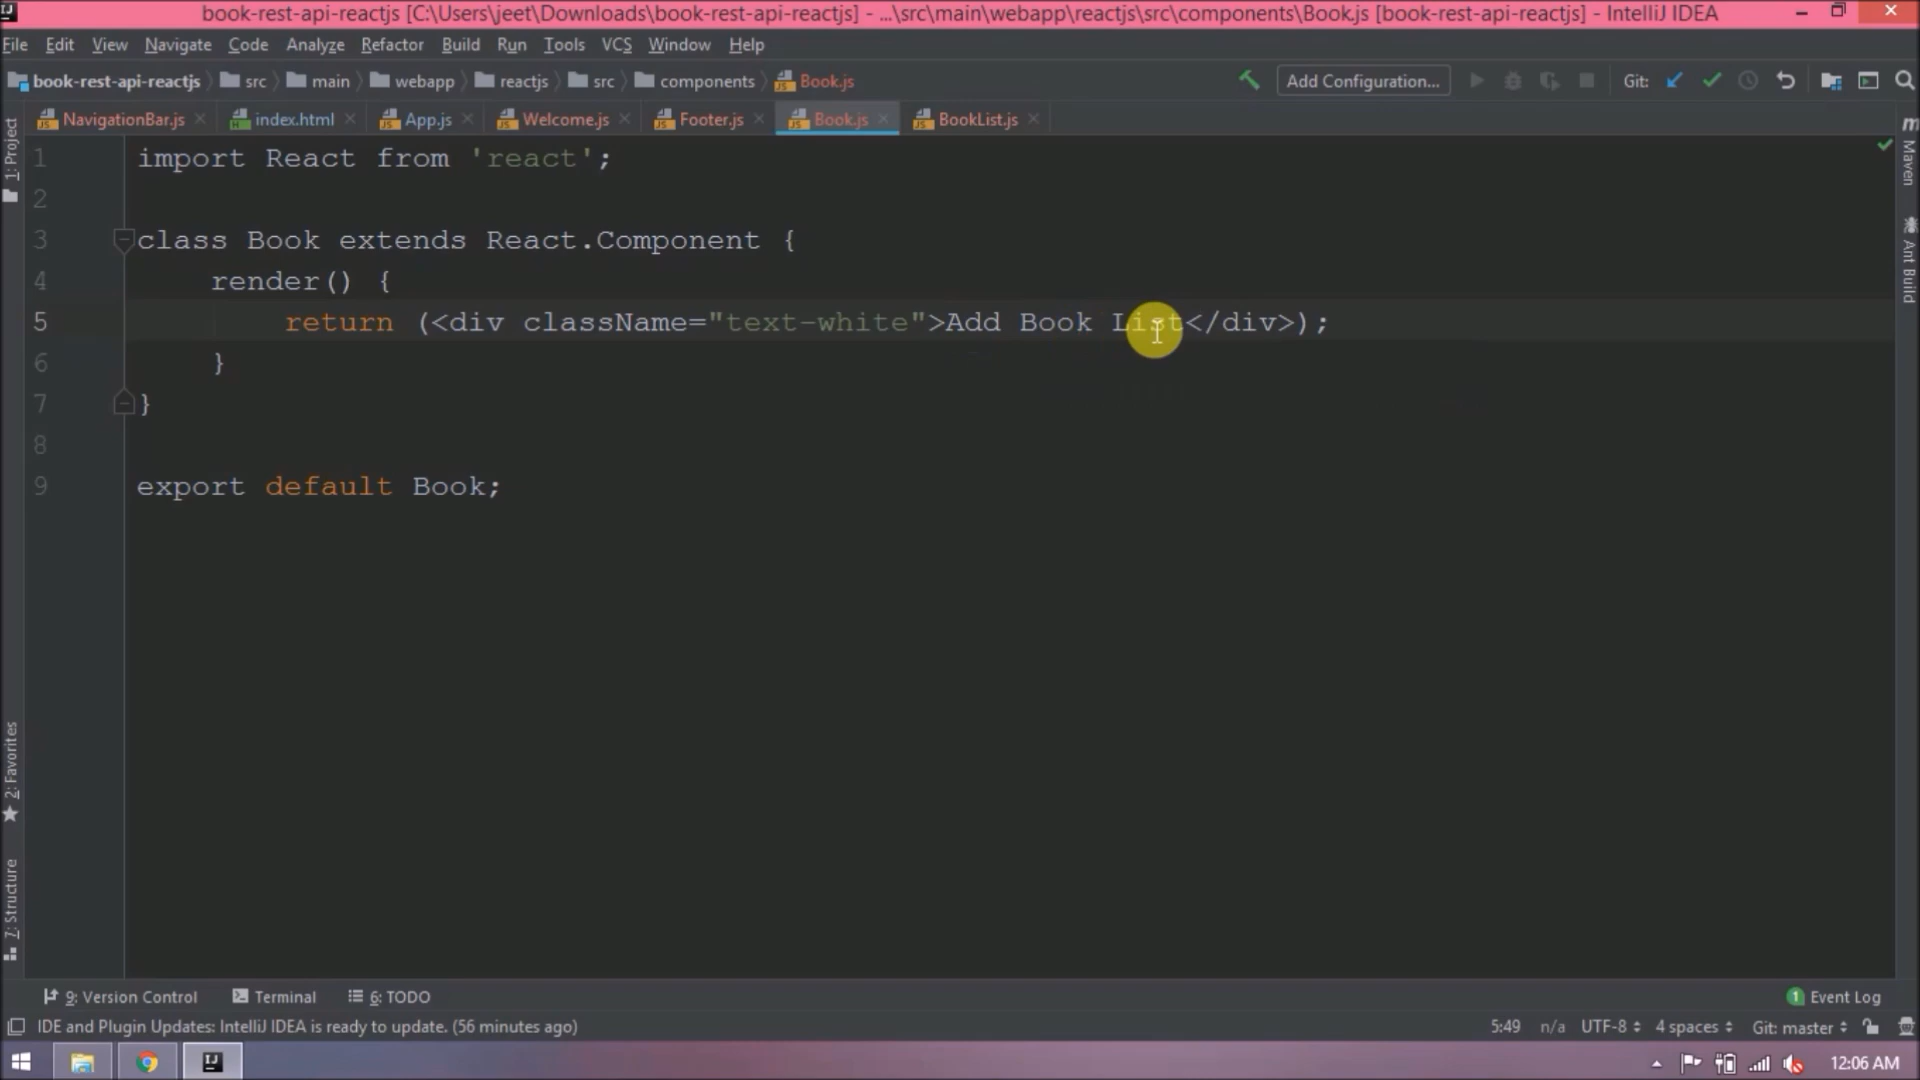 book-rest-api-reactjs [C:\Users\jeet\Downloads\book-rest-api-reactjs] - ...\src\main\webapp\reactjs\src\components\Book.js [book-rest-api-reactjs] - IntelliJ IDEA
File Edit View Navigate Code Analyze Refactor Build Run Tools VCS Window Help
book-rest-api-reactjs src main webapp reactjs src components Book.js Add Configuration... Git:
NavigationBar.js index.html App.js Welcome.js Footer.js Book.js BookList.js
1 import React from 'react';
2
3 class Book extends React.Component {
4 render() {
5 return (<div className="text-white">Add Book List</div>);
6 }
7 }
8
9 export default Book;
1: Project
2: Favorites
7: Structure
Maven
Ant Build
9: Version Control Terminal 6: TODO 1 Event Log
IDE and Plugin Updates: IntelliJ IDEA is ready to update. (56 minutes ago) 5:49 n/a UTF-8 4 spaces Git: master
12:06 AM